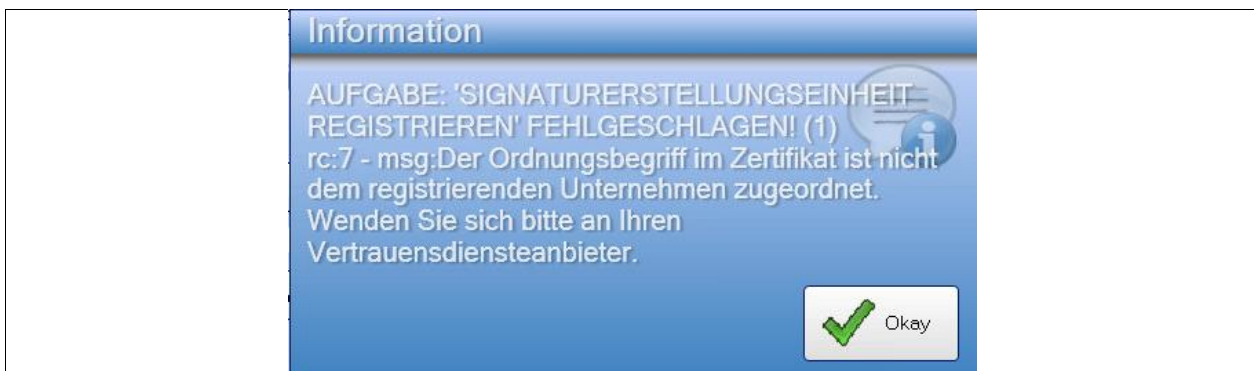 Information
AUFGABE: 'SIGNATURERSTELLUNGSEINHEIT
REGISTRIEREN' FEHLGESCHLAGEN! (1)
rc:7 - msg:Der Ordnungsbegriff im Zertifikat ist nicht
dem registrierenden Unternehmen zugeordnet.
Wenden Sie sich bitte an Ihren
Vertrauensdiensteanbieter.
Okay